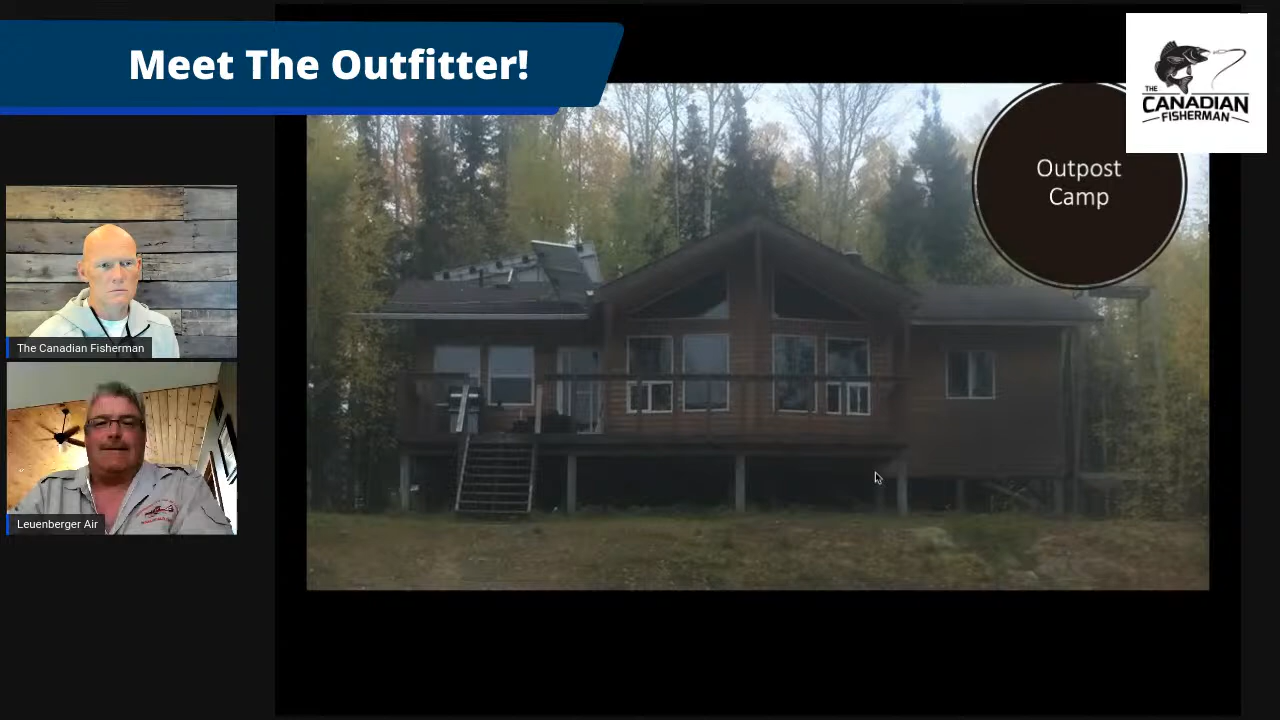 Meet The Outfitter!
THE
CANADIAN
FISHERMAN
Outpost
Camp
The Canadian Fisherman
Leuenberger Air